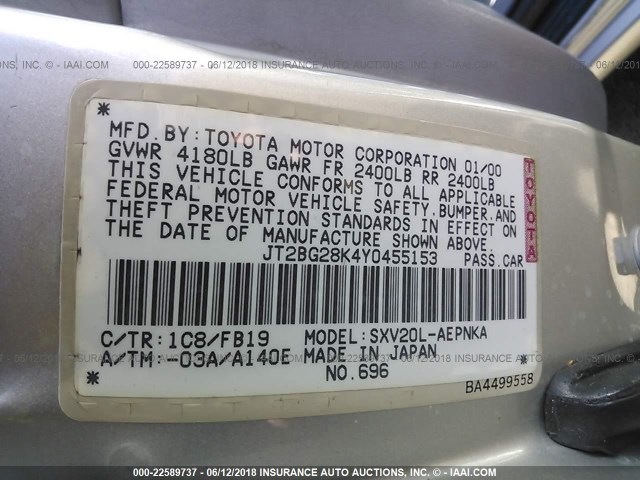 000-22589737 - 06/12/2018 INSURANCE AUTO AUCTIONS, INC. - © IAAI.COM
*
MFD. BY: TOYOTA MOTOR CORPORATION 01/00
GVWR 4180LB GAWR FR 2400LB RR 2400LB
THIS VEHICLE CONFORMS TO ALL APPLICABLE
FEDERAL MOTOR VEHICLE SAFETY, BUMPER, AND
THEFT PREVENTION STANDARDS IN EFFECT ON
THE DATE OF MANUFACTURE SHOWN ABOVE.
JT2BG28K4Y0455153 PASS.CAR
TOYOTA
C/TR: 1C8/FB19 MODEL: SXV20L-AEPNKA
A/TM: -03A/A140E MADE IN JAPAN
* NO. 696
BA4499558
000-22589737 - 06/12/2018 INSURANCE AUTO AUCTIONS, INC. - © IAAI.COM